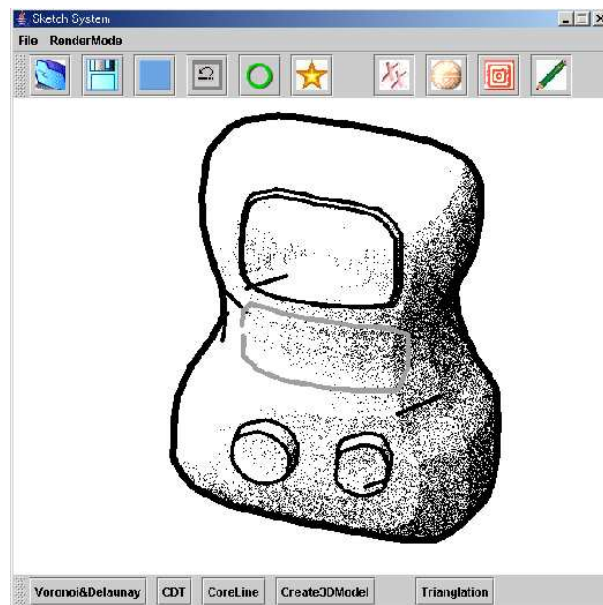 Sketch System
File RenderMode
Voronoi&Delaunay CDT CoreLine Create3DModel Trianglation